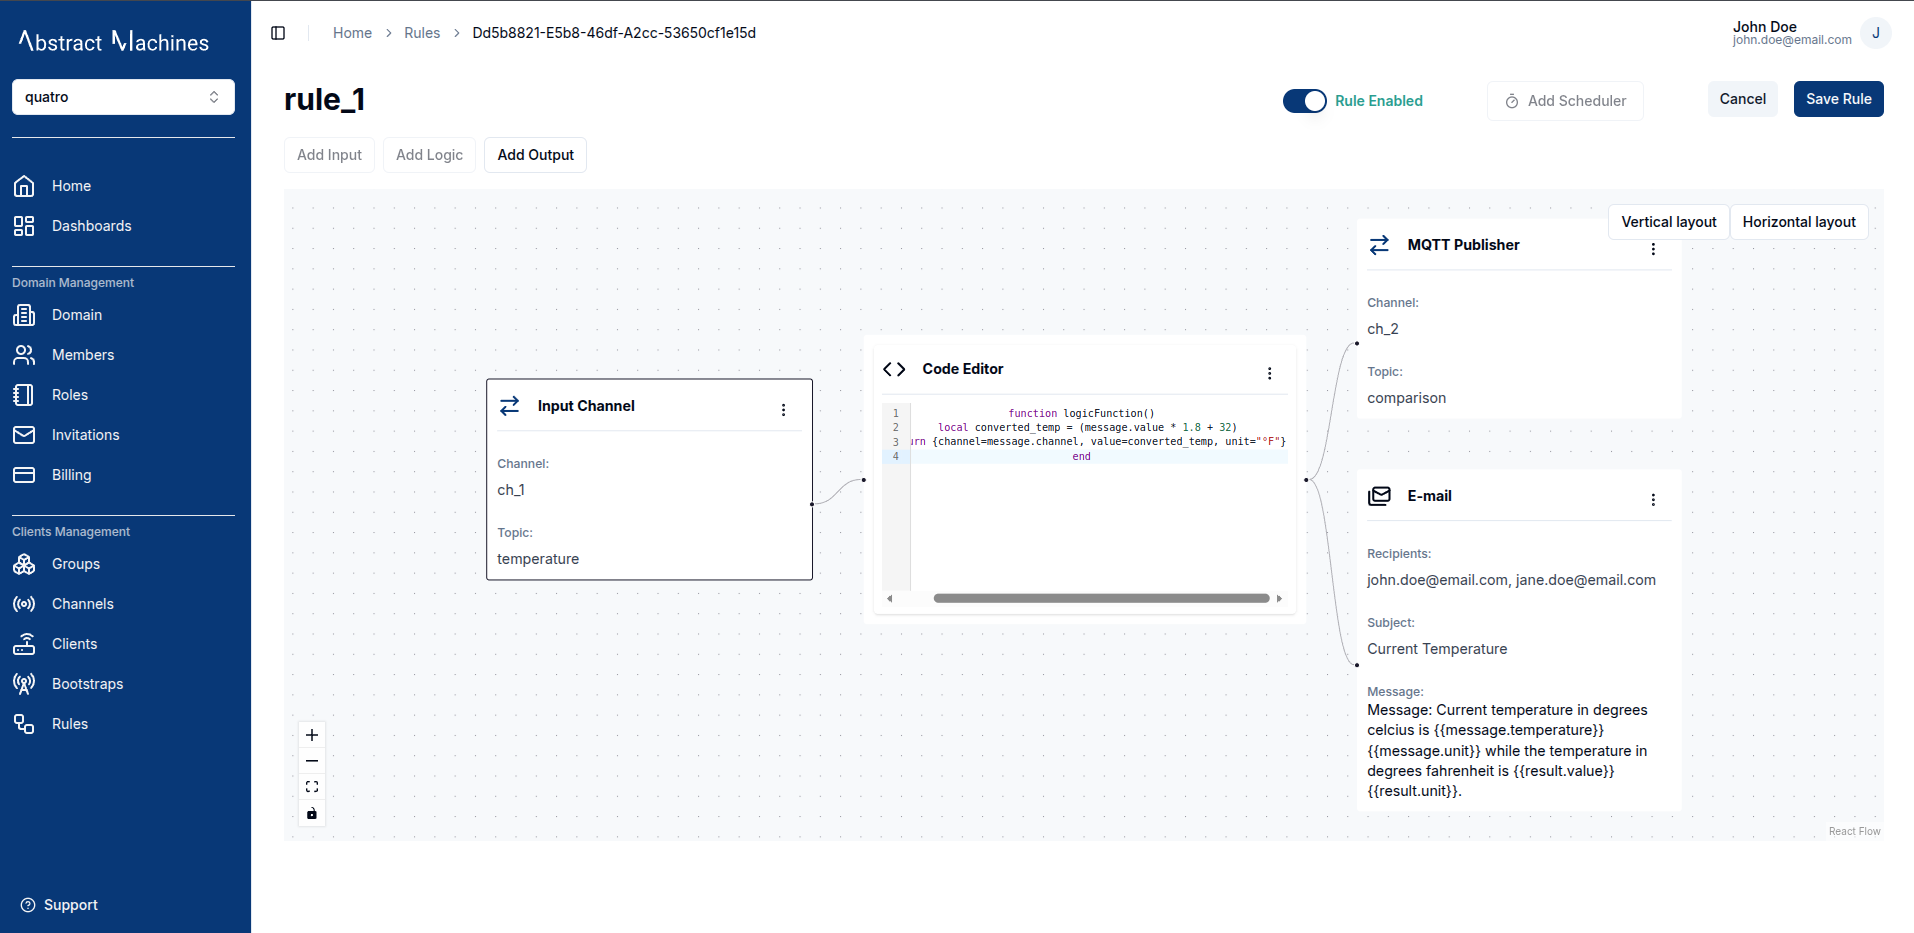 Abstract Machines
quatro
Home
Dashboards
Domain Management
Domain
Members
Roles
Invitations
Billing
Clients Management
Groups
Channels
Clients
Bootstraps
Rules
Support
Home > Rules > Dd5b8821-E5b8-46df-A2cc-53650cf1e15d
John Doe
john.doe@email.com
J
rule_1
Rule Enabled
Add Scheduler
Cancel
Save Rule
Add Input
Add Logic
Add Output
Vertical layout
Horizontal layout
Input Channel
Channel:
ch_1
Topic:
temperature
Code Editor
1 function logicFunction()
2 local converted_temp = (message.value * 1.8 + 32)
3 urn {channel=message.channel, value=converted_temp, unit="°F"}
4 end
MQTT Publisher
Channel:
ch_2
Topic:
comparison
E-mail
Recipients:
john.doe@email.com, jane.doe@email.com
Subject:
Current Temperature
Message:
Message: Current temperature in degrees
celcius is {{message.temperature}}
{{message.unit}} while the temperature in
degrees fahrenheit is {{result.value}}
{{result.unit}}.
React Flow